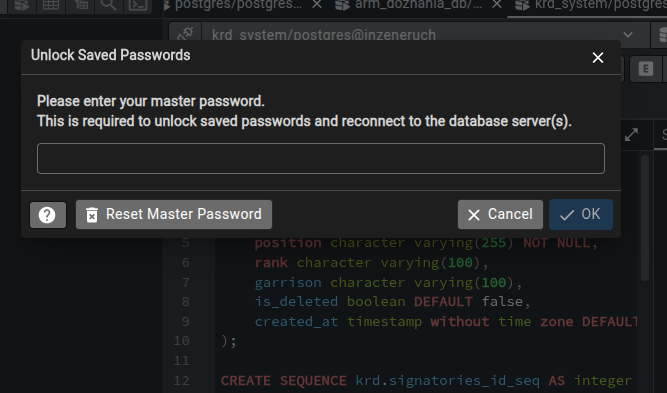 postgres/postgres...
arm_dozhania_db/...
krd_system/postgres
krd_system/postgres@inzeneruch
Unlock Saved Passwords
E
Please enter your master password.
This is required to unlock saved passwords and reconnect to the database server(s).
Reset Master Password
Cancel
OK
5 position character varying(255) NOT NULL,
6 rank character varying(100),
7 garrison character varying(100),
8 is_deleted boolean DEFAULT false,
9 created_at timestamp without time zone DEFAULT
10 );
11
12 CREATE SEQUENCE krd.signatories_id_seq AS integer